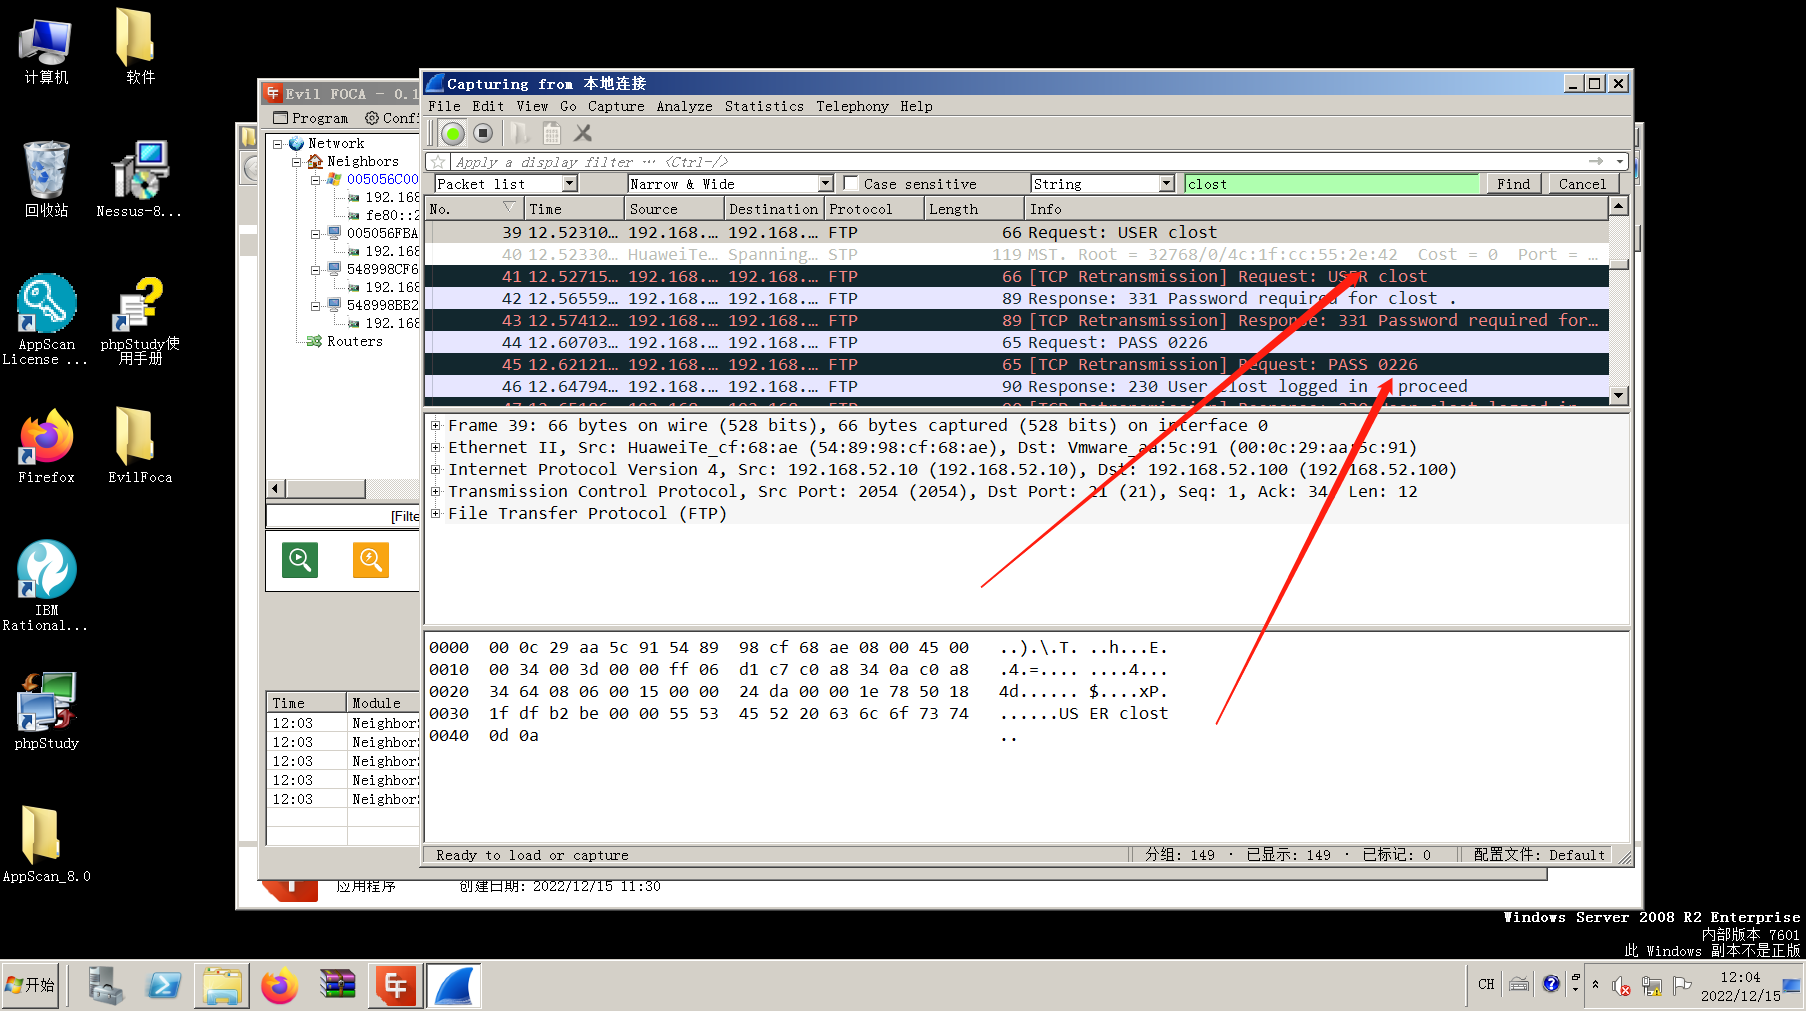 计算机
软件
回收站
Nessus-8...
AppScan
License ...
phpStudy使
用手册
Firefox
EvilFoca
IBM
Rational...
phpStudy
AppScan_8.0
Evil FOCA - 0.1
Program
Network
Neighbors
005056C00
192.168
fe80::2
005056FBA
192.168
548998CF6
192.168
548998BB2
192.168
Routers
Time Module
12:03
12:03
12:03
12:03
12:03
Capturing from 本地连接
File Edit View Go Capture Analyze Statistics Telephony Help
Apply a display filter … <Ctrl-/>
Packet list Narrow & Wide Case sensitive String clost Find Cancel
No. Time Source Destination Protocol Length Info
39 12.52310… 192.168.… 192.168.… FTP 66 Request: USER clost
40 12.52330… HuaweiTe… Spanning… STP 119 MST. Root = 32768/0/4c:1f:cc:55:2e:42 Cost = 0 Port = …
41 12.52715… 192.168.… 192.168.… FTP 66 [TCP Retransmission] Request: USER clost
42 12.56559… 192.168.… 192.168.… FTP 89 Response: 331 Password required for clost .
43 12.57412… 192.168.… 192.168.… FTP 89 [TCP Retransmission] Response: 331 Password required for…
44 12.60703… 192.168.… 192.168.… FTP 65 Request: PASS 0226
45 12.62121… 192.168.… 192.168.… FTP 65 [TCP Retransmission] Request: PASS 0226
46 12.64794… 192.168.… 192.168.… FTP 90 Response: 230 User clost logged in , proceed
Frame 39: 66 bytes on wire (528 bits), 66 bytes captured (528 bits) on interface 0
Ethernet II, Src: HuaweiTe_cf:68:ae (54:89:98:cf:68:ae), Dst: Vmware_aa:5c:91 (00:0c:29:aa:5c:91)
Internet Protocol Version 4, Src: 192.168.52.10 (192.168.52.10), Dst: 192.168.52.100 (192.168.52.100)
Transmission Control Protocol, Src Port: 2054 (2054), Dst Port: 21 (21), Seq: 1, Ack: 34, Len: 12
File Transfer Protocol (FTP)
0000 00 0c 29 aa 5c 91 54 89 98 cf 68 ae 08 00 45 00 ..).\.T. ..h...E.
0010 00 34 00 3d 00 00 ff 06 d1 c7 c0 a8 34 0a c0 a8 .4.=.... ....4...
0020 34 64 08 06 00 15 00 00 24 da 00 00 1e 78 50 18 4d...... $....xP.
0030 1f df b2 be 00 00 55 53 45 52 20 63 6c 6f 73 74 ......US ER clost
0040 0d 0a ..
Ready to load or capture 分组: 149 · 已显示: 149 · 已标记: 0 配置文件: Default
应用程序 创建日期: 2022/12/15 11:30
Windows Server 2008 R2 Enterprise
内部版本 7601
此 Windows 副本不是正版
开始 CH 12:04
2022/12/15